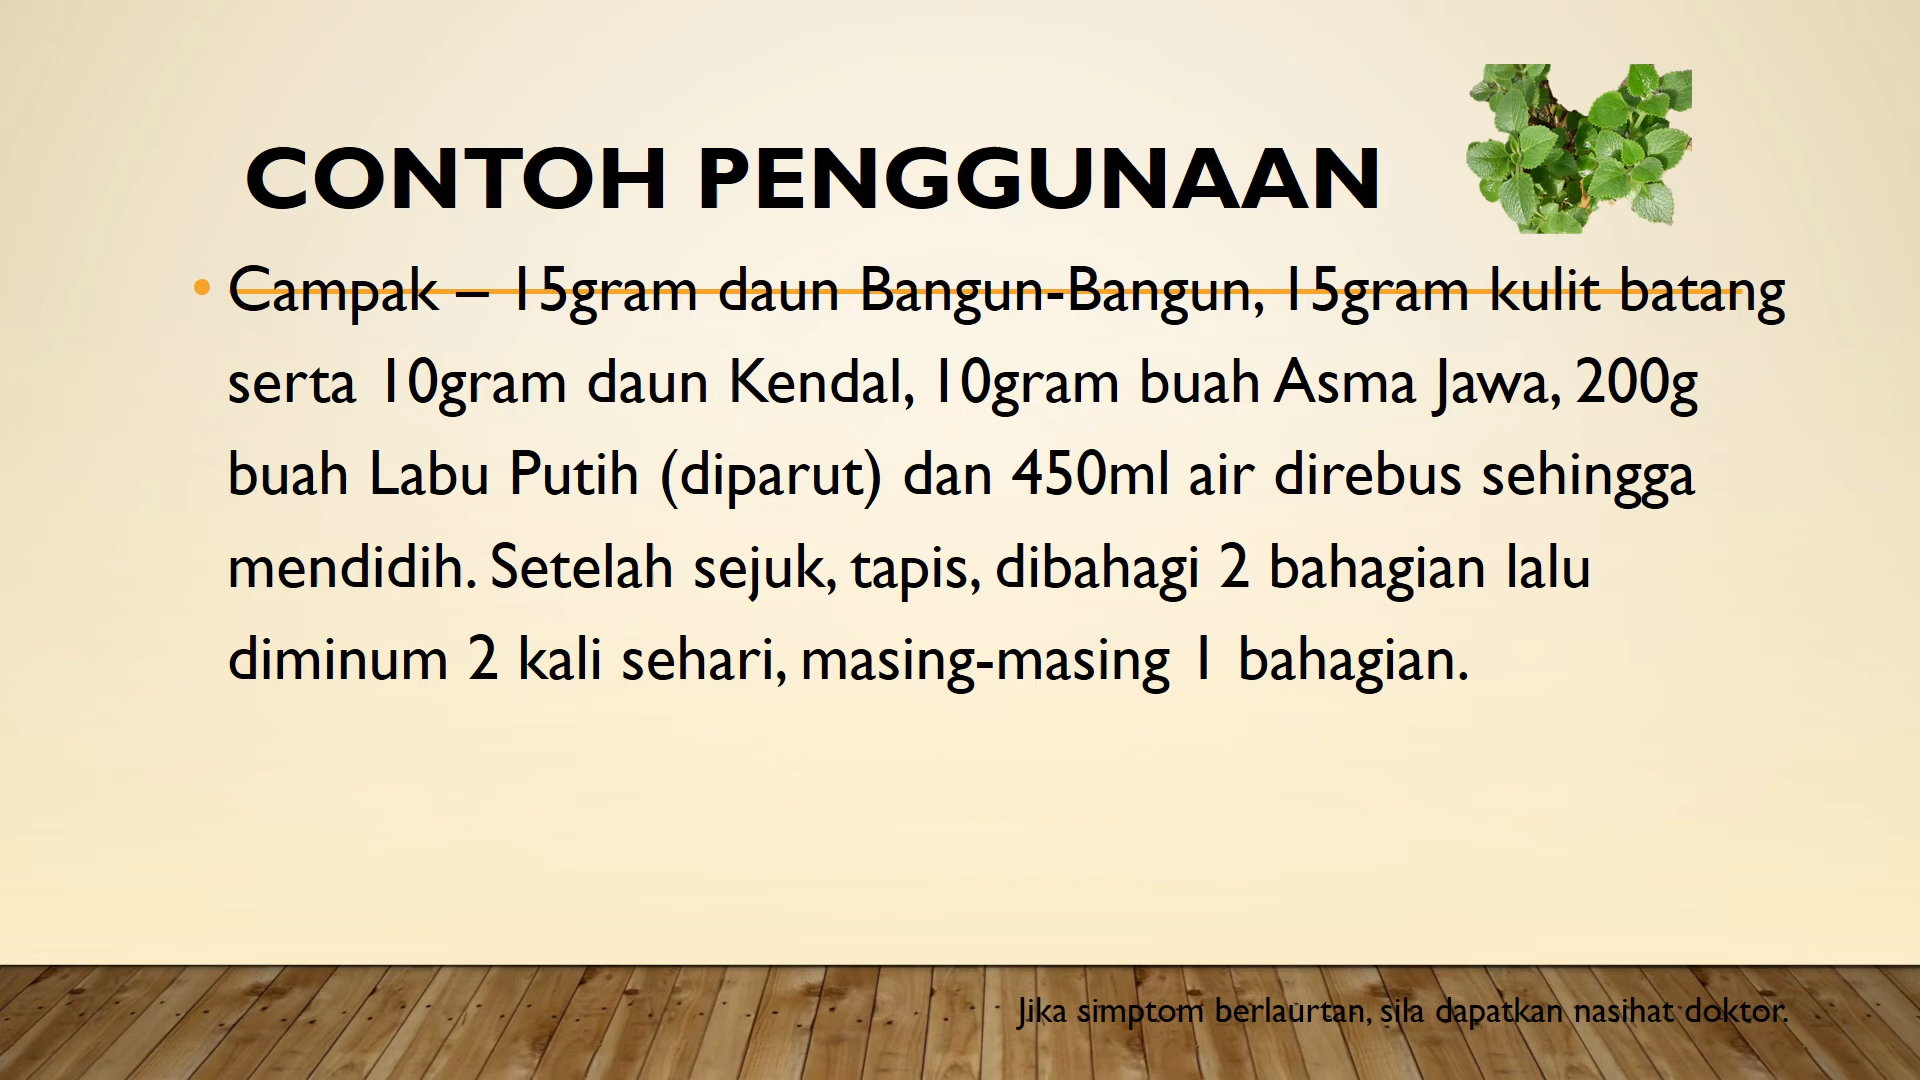 CONTOH PENGGUNAAN
• Campak – 15gram daun Bangun-Bangun, 15gram kulit batang
serta 10gram daun Kendal, 10gram buah Asma Jawa, 200g
buah Labu Putih (diparut) dan 450ml air direbus sehingga
mendidih. Setelah sejuk, tapis, dibahagi 2 bahagian lalu
diminum 2 kali sehari, masing-masing 1 bahagian.
Jika simptom berlaurtan, sila dapatkan nasihat doktor.